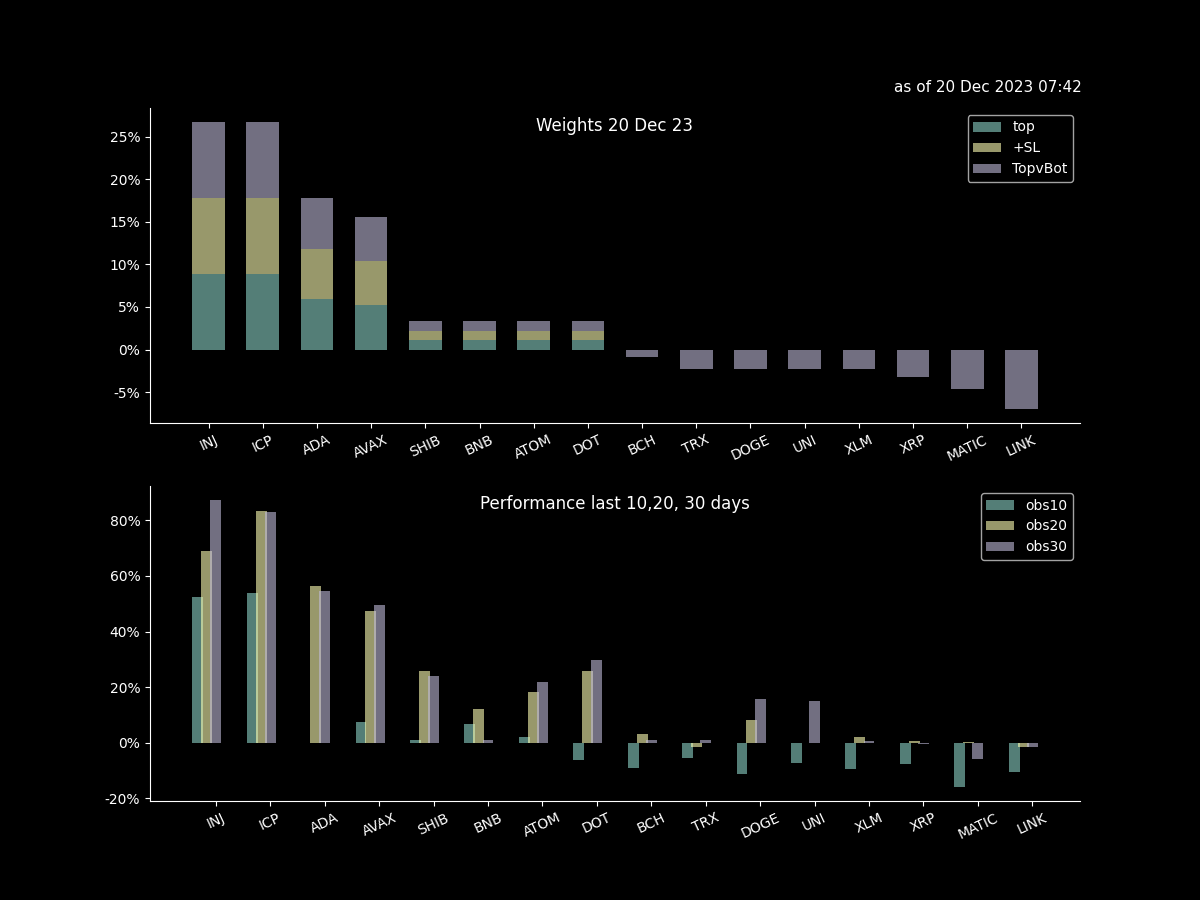 as of 20 Dec 2023 07:42
Weights 20 Dec 23
top
+SL
TopvBot
25%
20%
15%
10%
5%
0%
-5%
INJ ICP ADA AVAX SHIB BNB ATOM DOT BCH TRX DOGE UNI XLM XRP MATIC LINK
Performance last 10,20, 30 days
obs10
obs20
obs30
80%
60%
40%
20%
0%
-20%
INJ ICP ADA AVAX SHIB BNB ATOM DOT BCH TRX DOGE UNI XLM XRP MATIC LINK